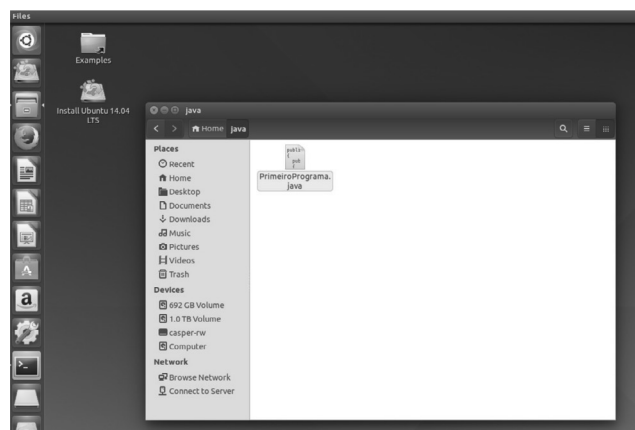 Files
Examples
Install Ubuntu 14.04
LTS
java
Home java
Places
Recent
Home
Desktop
Documents
Downloads
Music
Pictures
Videos
Trash
Devices
692 GB Volume
1.0 TB Volume
casper-rw
Computer
Network
Browse Network
Connect to Server
publi
{
pub
{
PrimeiroPrograma.
java